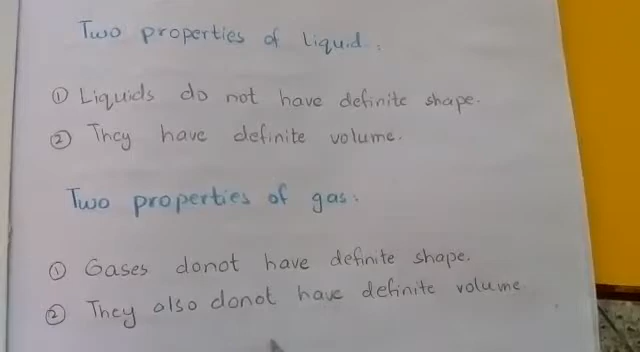 Two properties of liquid :
① Liquids do not have definite shape.
② They have definite volume.
Two properties of gas :
① Gases donot have definite shape.
② They also donot have definite volume